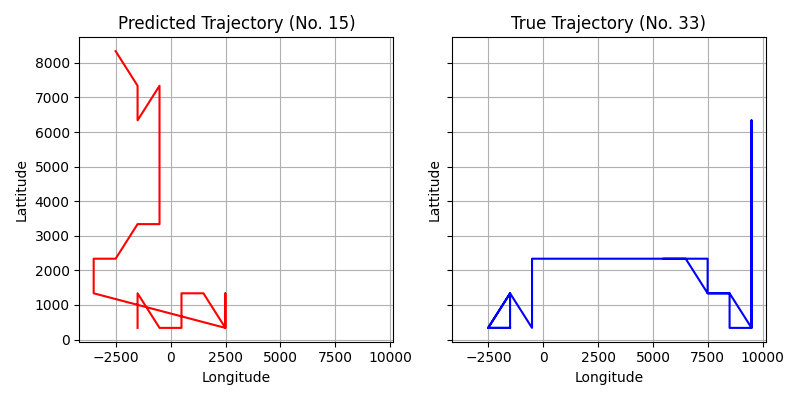 Predicted Trajectory (No. 15)
True Trajectory (No. 33)
8000
7000
6000
5000
4000
3000
2000
1000
0
Lattitude
Lattitude
−2500 0 2500 5000 7500 10000
−2500 0 2500 5000 7500 10000
Longitude
Longitude